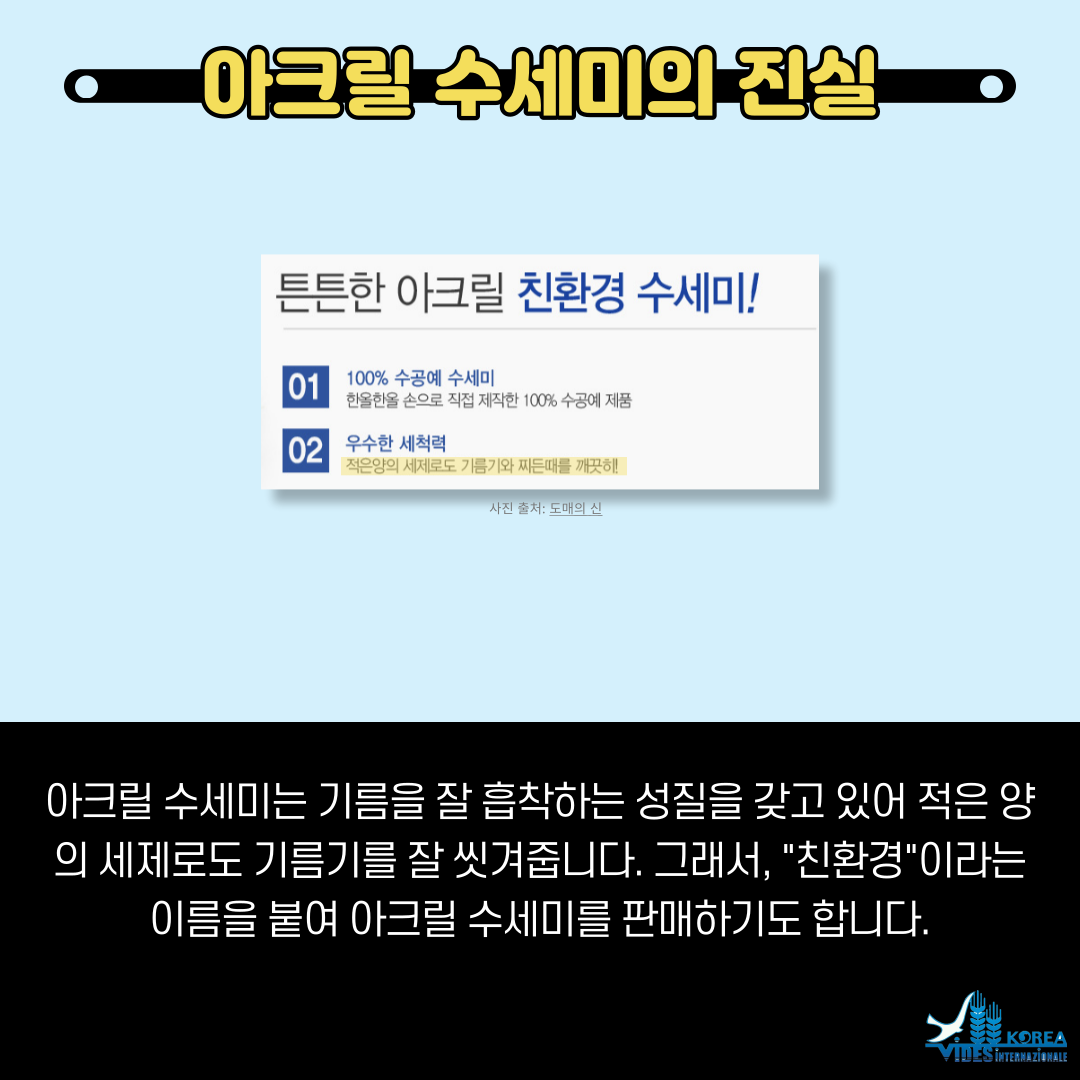 아크릴 수세미의 진실
튼튼한 아크릴 친환경 수세미!
01
100% 수공예 수세미
한올한올 손으로 직접 제작한 100% 수공예 제품
02
우수한 세척력
적은양의 세제로도 기름기와 찌든때를 깨끗히!
사진 출처: 도매의 신
아크릴 수세미는 기름을 잘 흡착하는 성질을 갖고 있어 적은 양
의 세제로도 기름기를 잘 씻겨줍니다. 그래서, "친환경"이라는
이름을 붙여 아크릴 수세미를 판매하기도 합니다.
KOREA
VIDES INTERNAZIONALE